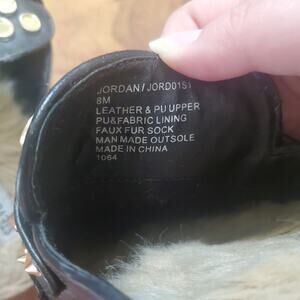 JORDAN/JORD01S1
8M
LEATHER & PU UPPER
PU&FABRIC LINING
FAUX FUR SOCK
MAN MADE OUTSOLE
MADE IN CHINA
1064